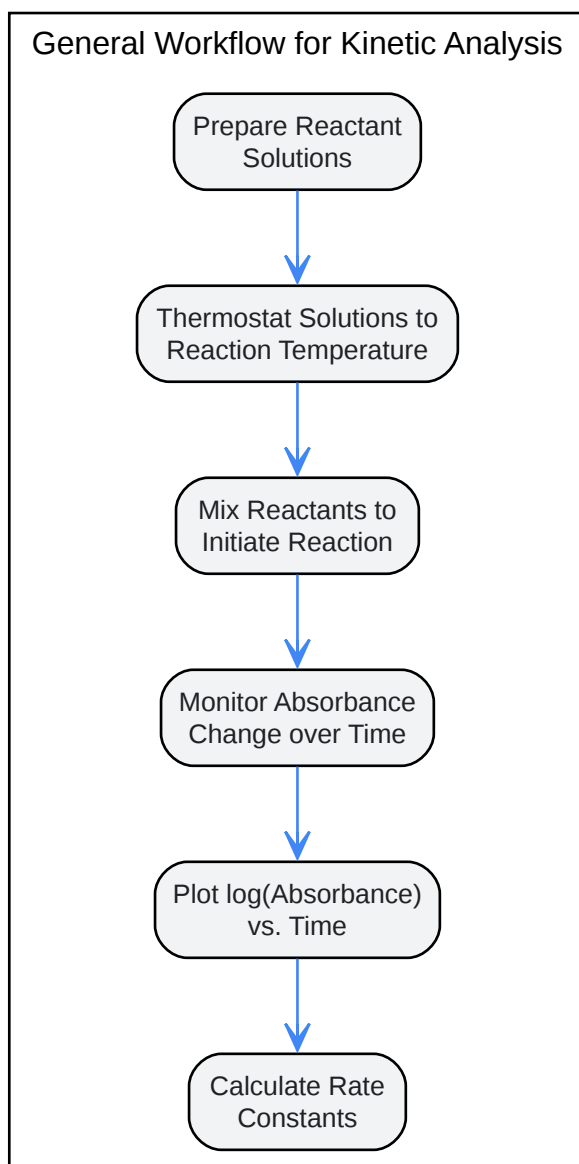 General Workflow for Kinetic Analysis
Prepare Reactant
Solutions
Thermostat Solutions to
Reaction Temperature
Mix Reactants to
Initiate Reaction
Monitor Absorbance
Change over Time
Plot log(Absorbance)
vs. Time
Calculate Rate
Constants